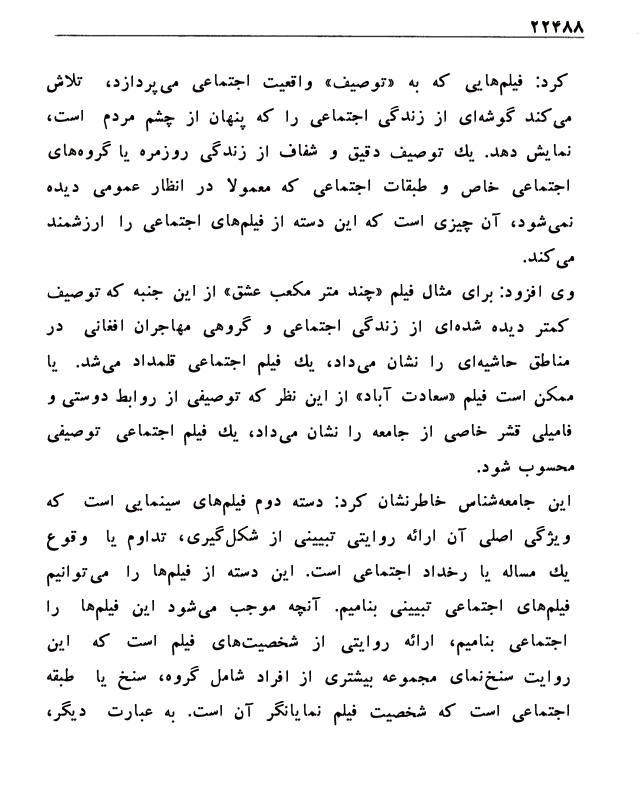 ۲۲۴۸۸
کرد: فیلم‌هایی که به «توصیف» واقعیت اجتماعی می‌پردازد، تلاش
می‌کند گوشه‌ای از زندگی اجتماعی را که پنهان از چشم مردم است،
نمایش دهد. یك توصیف دقیق و شفاف از زندگی روزمره یا گروه‌های
اجتماعی خاص و طبقات اجتماعی که معمولا در انظار عمومی دیده
نمی‌شود، آن چیزی است که این دسته از فیلم‌های اجتماعی را ارزشمند
می‌کند.
وی افزود: برای مثال فیلم «چند متر مکعب عشق» از این جنبه که توصیف
کمتر دیده شده‌ای از زندگی اجتماعی و گروهی مهاجران افغانی در
مناطق حاشیه‌ای را نشان می‌داد، یك فیلم اجتماعی قلمداد می‌شد. یا
ممکن است فیلم «سعادت آباد» از این نظر که توصیفی از روابط دوستی و
فامیلی قشر خاصی از جامعه را نشان می‌داد، یك فیلم اجتماعی توصیفی
محسوب شود.
این جامعه‌شناس خاطرنشان کرد: دسته دوم فیلم‌های سینمایی است که
ویژگی اصلی آن ارائه روایتی تبیینی از شکل‌گیری، تداوم یا وقوع
یك مساله یا رخداد اجتماعی است. این دسته از فیلم‌ها را می‌توانیم
فیلم‌های اجتماعی تبیینی بنامیم. آنچه موجب می‌شود این فیلم‌ها را
اجتماعی بنامیم، ارائه روایتی از شخصیت‌های فیلم است که این
روایت سنخ‌نمای مجموعه بیشتری از افراد شامل گروه، سنخ یا طبقه
اجتماعی است که شخصیت فیلم نمایانگر آن است. به عبارت دیگر،